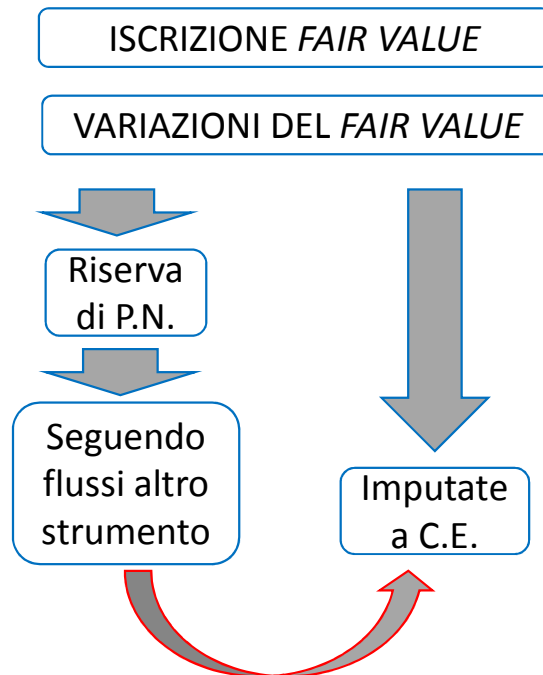 ISCRIZIONE FAIR VALUE
VARIAZIONI DEL FAIR VALUE
Riserva
di P.N.
Seguendo
flussi altro
strumento
Imputate
a C.E.